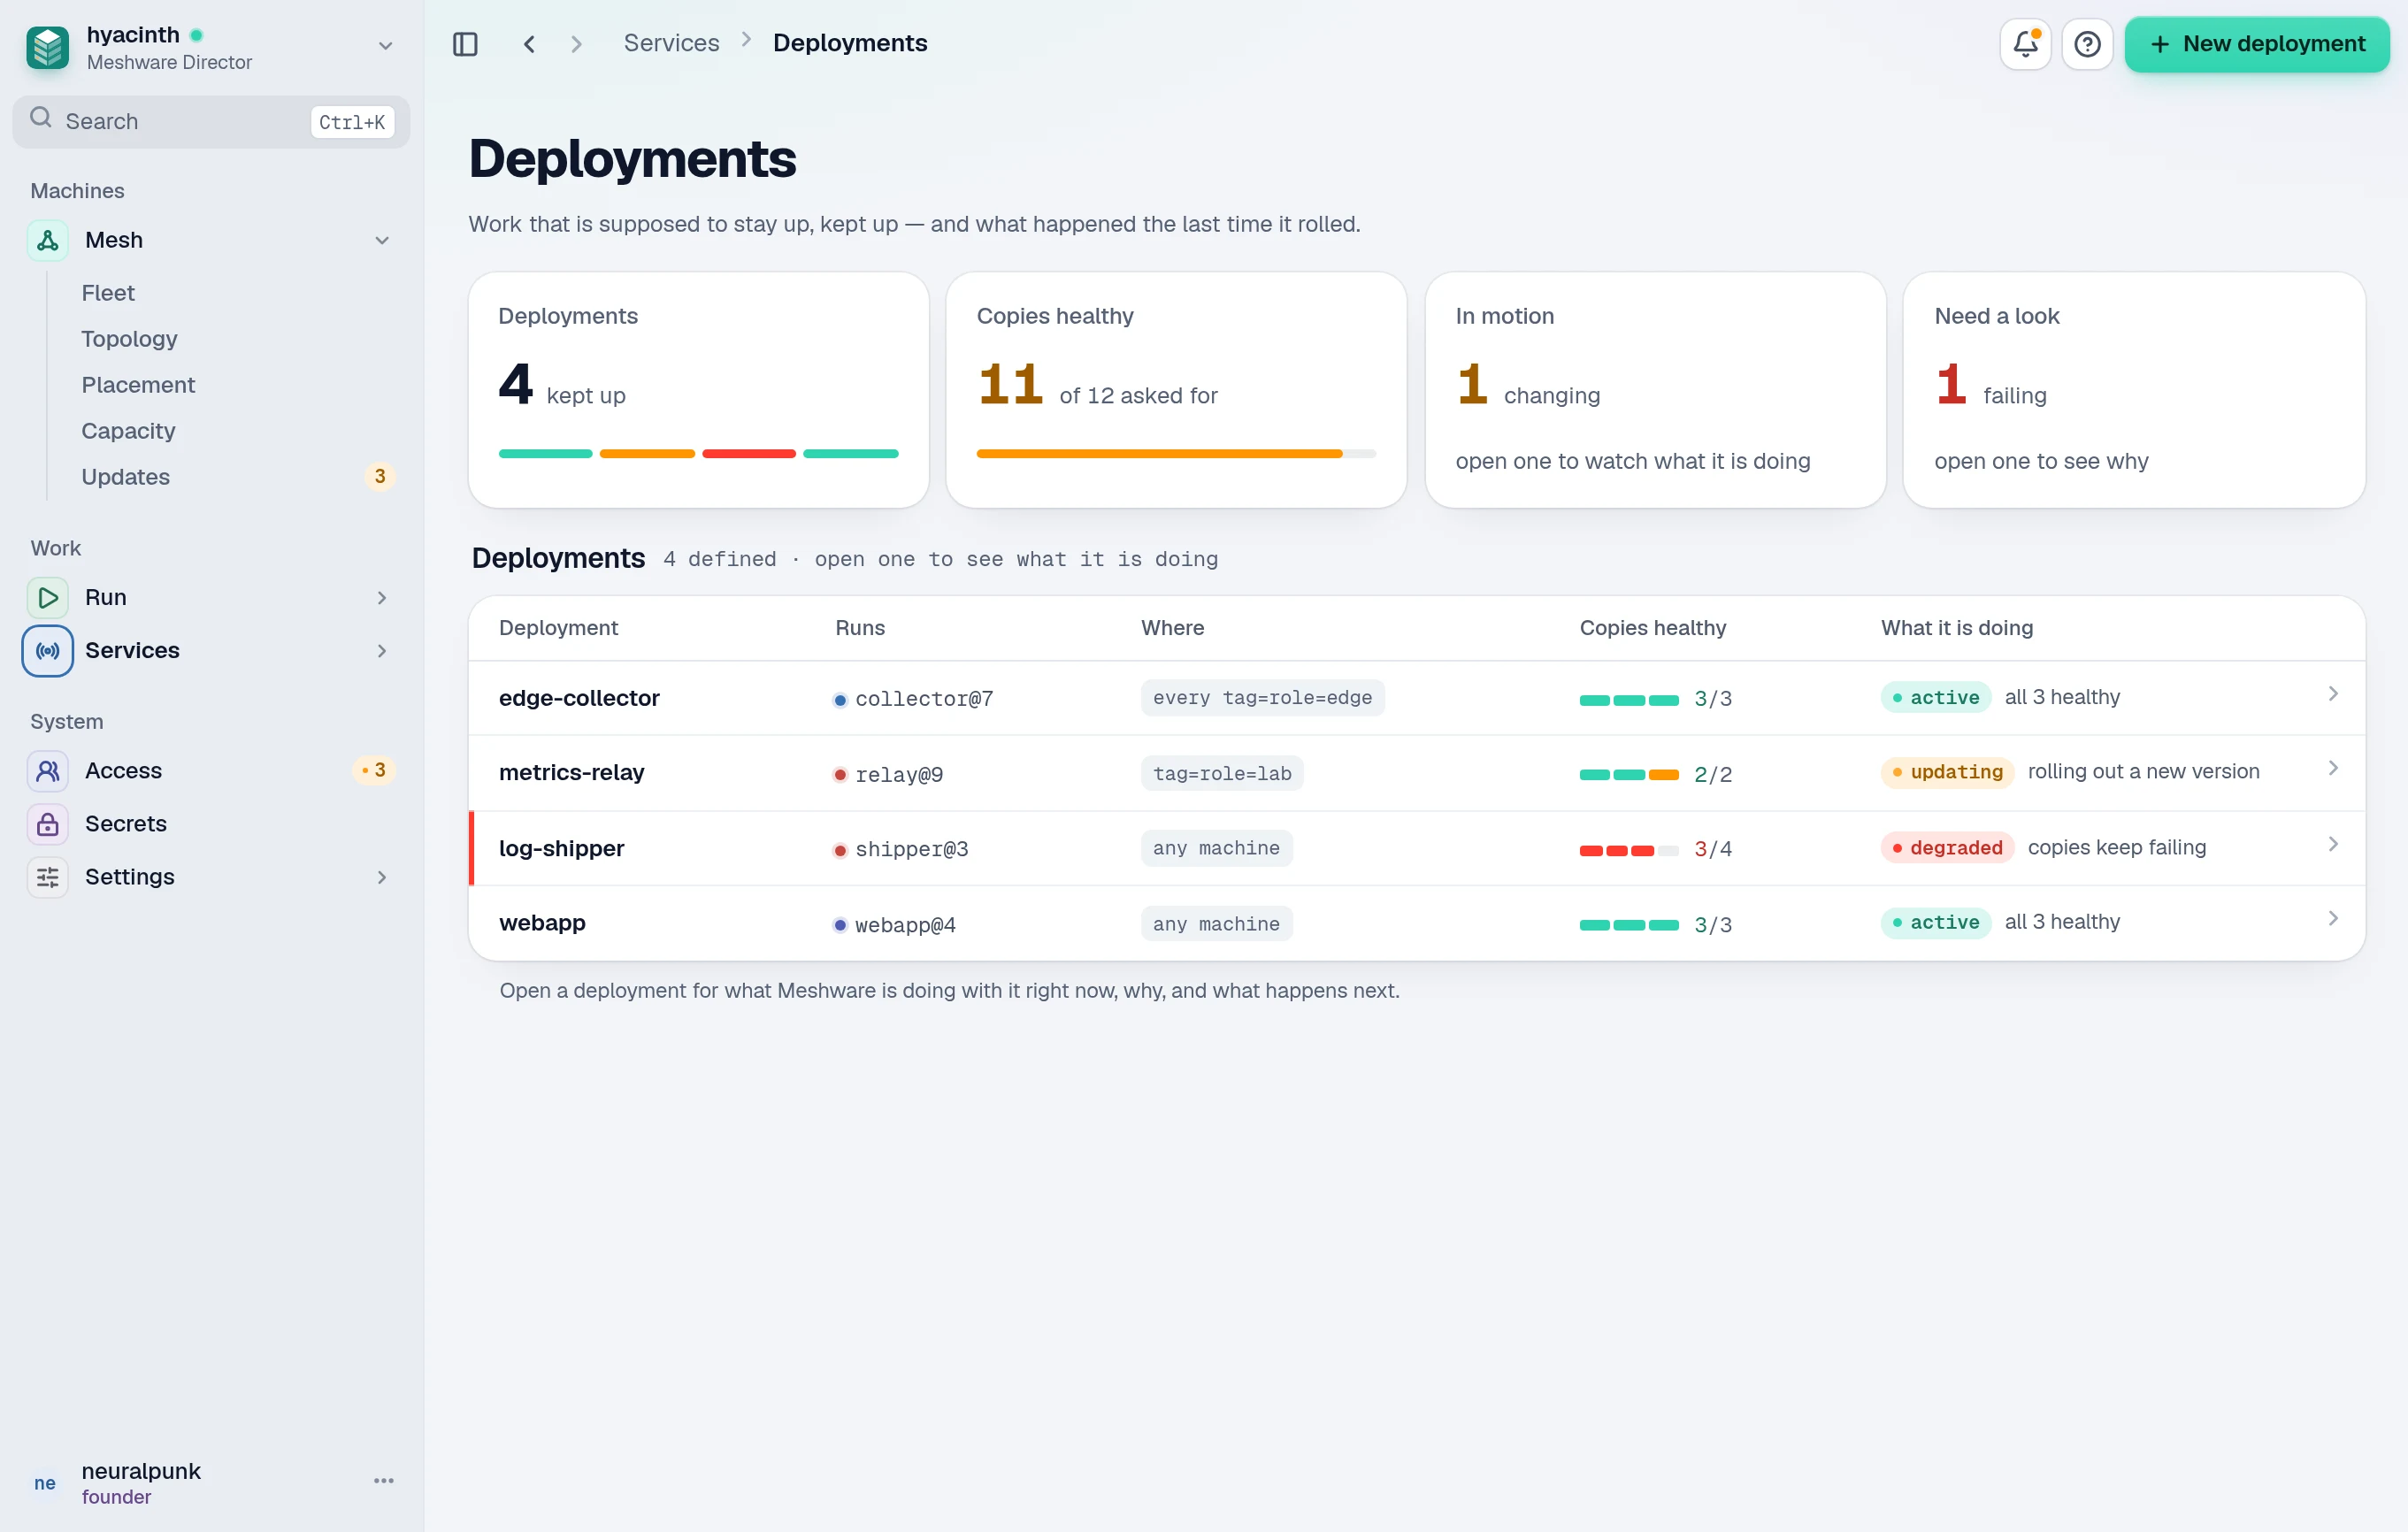 hyacinth
Meshware Director
Search Ctrl+K
Machines
Mesh
Fleet
Topology
Placement
Capacity
Updates 3
Work
Run
Services
System
Access 3
Secrets
Settings
ne
neuralpunk
founder
Services Deployments
New deployment
Deployments
Work that is supposed to stay up, kept up — and what happened the last time it rolled.
Deployments
4 kept up
Copies healthy
11 of 12 asked for
In motion
1 changing
open one to watch what it is doing
Need a look
1 failing
open one to see why
Deployments 4 defined · open one to see what it is doing
Deployment Runs Where Copies healthy What it is doing
edge-collector collector@7 every tag=role=edge 3/3 active all 3 healthy
metrics-relay relay@9 tag=role=lab 2/2 updating rolling out a new version
log-shipper shipper@3 any machine 3/4 degraded copies keep failing
webapp webapp@4 any machine 3/3 active all 3 healthy
Open a deployment for what Meshware is doing with it right now, why, and what happens next.